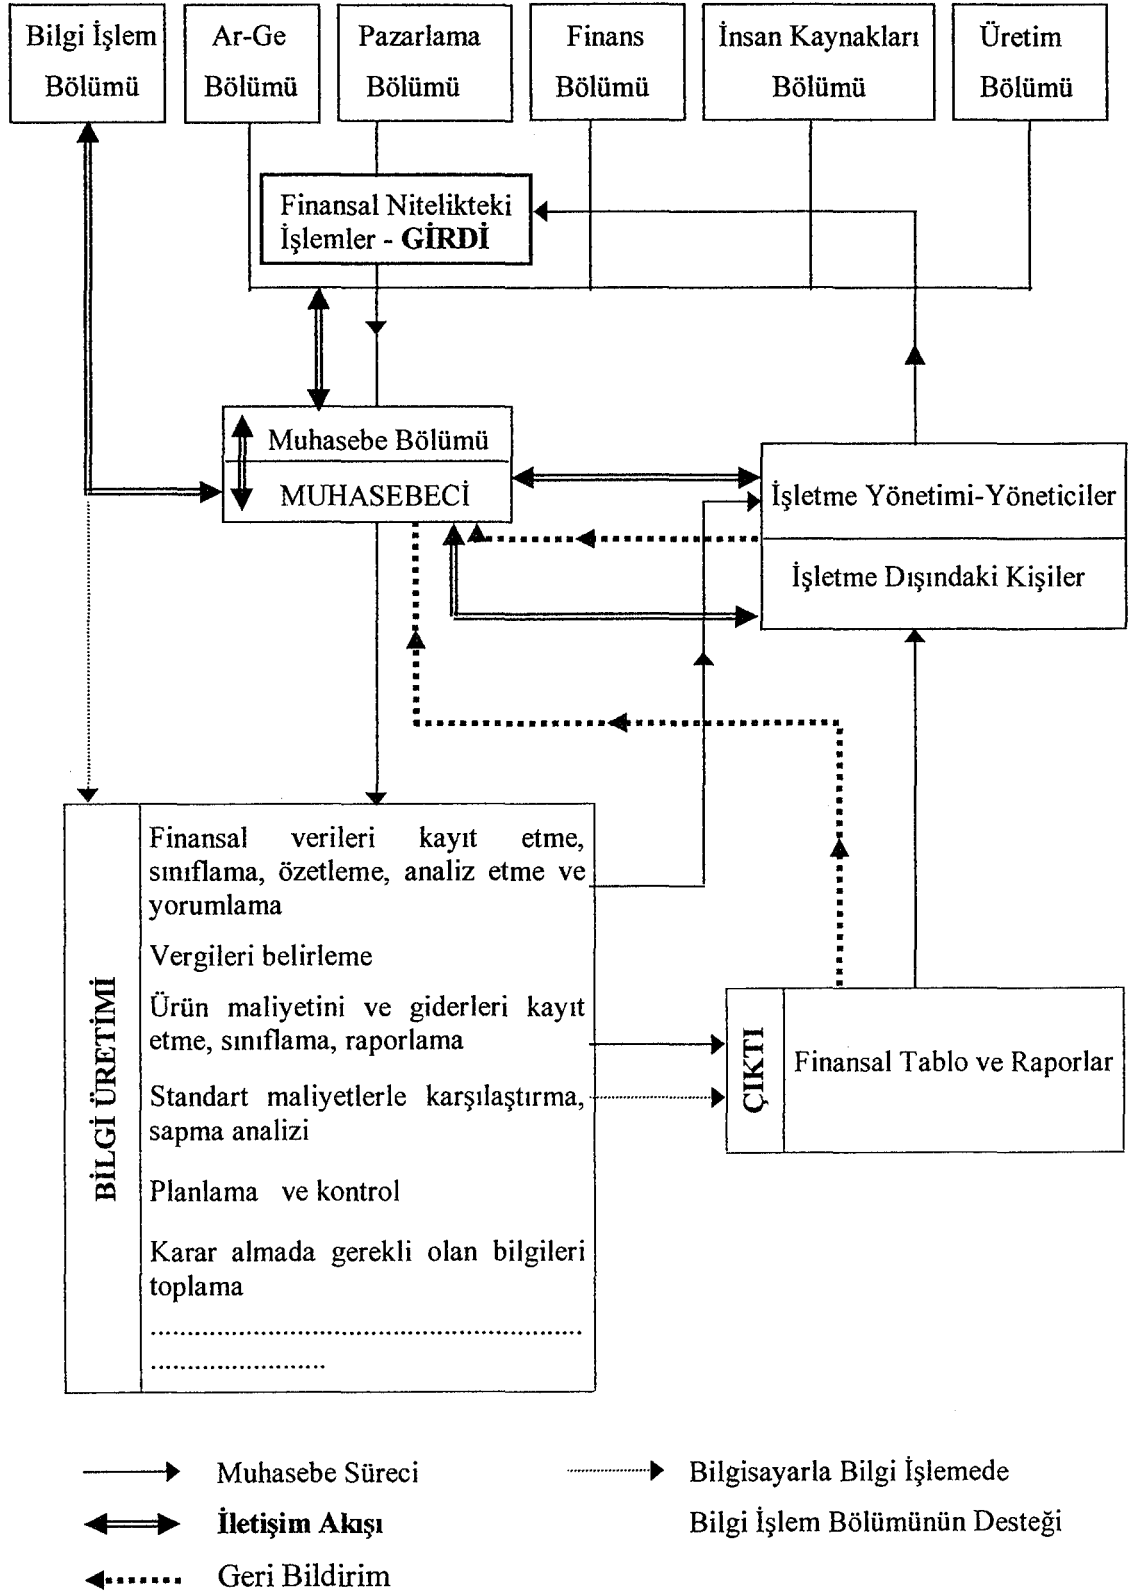 Bilgi İşlem
Bölümü
Ar-Ge
Bölümü
Pazarlama
Bölümü
Finans
Bölümü
İnsan Kaynakları
Bölümü
Üretim
Bölümü
Finansal Nitelikteki
İşlemler - GİRDİ
Muhasebe Bölümü
MUHASEBECİ
İşletme Yönetimi-Yöneticiler
İşletme Dışındaki Kişiler
BİLGİ ÜRETİMİ
Finansal verileri kayıt etme,
sınıflama, özetleme, analiz etme ve
yorumlama
Vergileri belirleme
Ürün maliyetini ve giderleri kayıt
etme, sınıflama, raporlama
Standart maliyetlerle karşılaştırma,
sapma analizi
Planlama ve kontrol
Karar almada gerekli olan bilgileri
toplama
..........................................................
........................
ÇIKTI
Finansal Tablo ve Raporlar
Muhasebe Süreci
İletişim Akışı
Geri Bildirim
Bilgisayarla Bilgi İşlemede
Bilgi İşlem Bölümünün Desteği